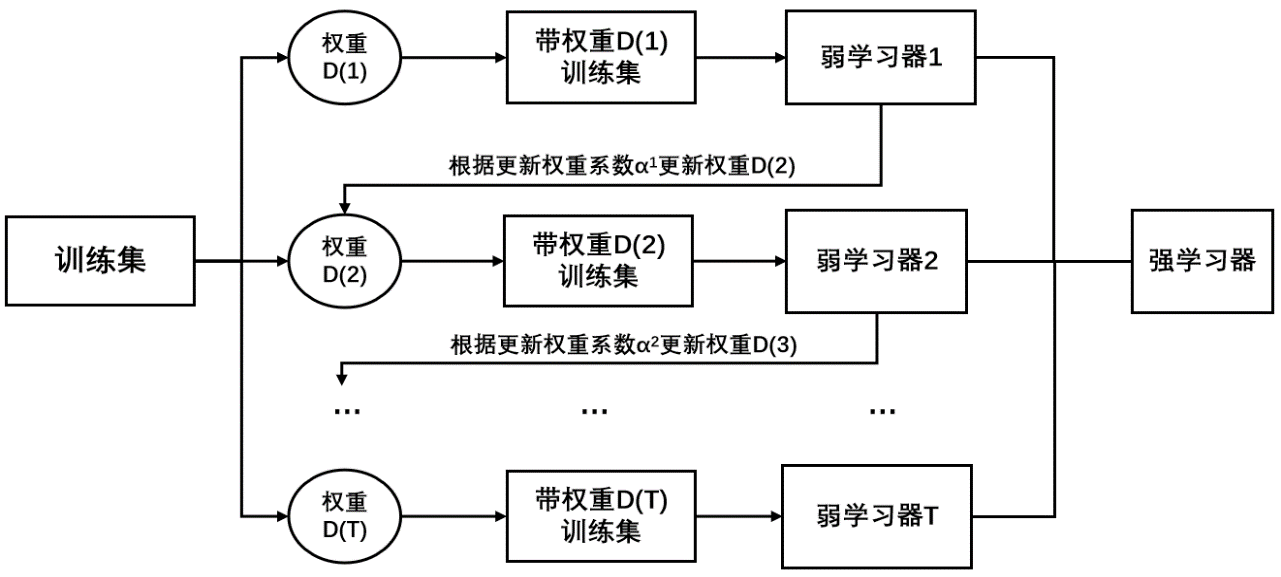 权重
D(1)
带权重D(1)
训练集
弱学习器1
根据更新权重系数α¹更新权重D(2)
训练集
权重
D(2)
带权重D(2)
训练集
弱学习器2
强学习器
根据更新权重系数α²更新权重D(3)
...
...
...
权重
D(T)
带权重D(T)
训练集
弱学习器T